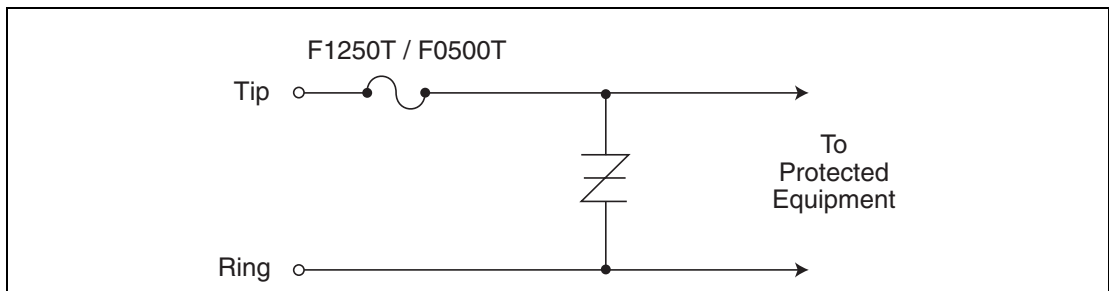 F1250T / F0500T
Tip
To
Protected
Equipment
Ring